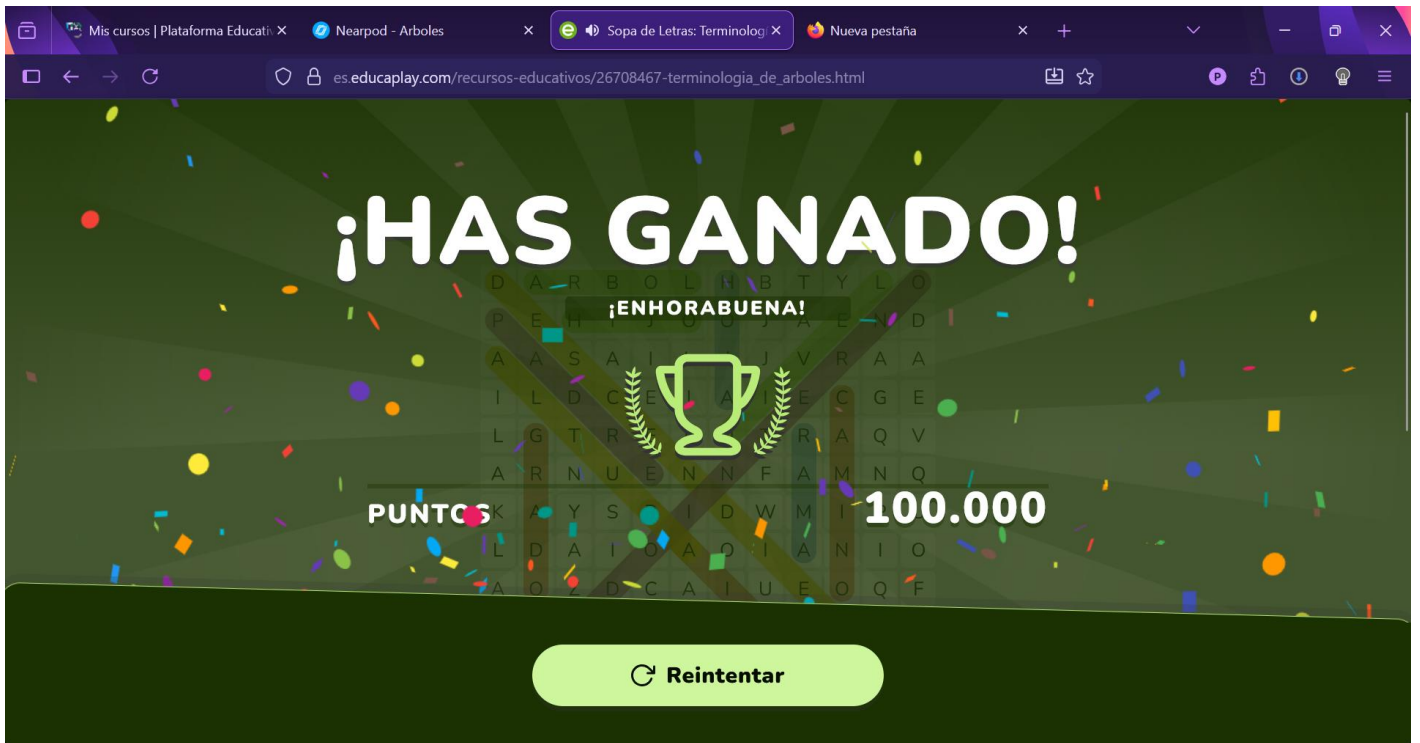 Mis cursos | Plataforma Educativ
Nearpod - Arboles
Sopa de Letras: Terminologí
Nueva pestaña
es.educaplay.com/recursos-educativos/26708467-terminologia_de_arboles.html
P
¡HAS GANADO!
D A R B O L H B T Y L O
¡ENHORABUENA!
A A S A I J V R A A
I L D C E I A I E C G E
L G T R R A Q V
A R N U E N N F A M N Q
PUNTOS
100.000
K A Y S I D W M I
L D A I O A O I A N I O
A O Z D C A I U E O Q F
Reintentar